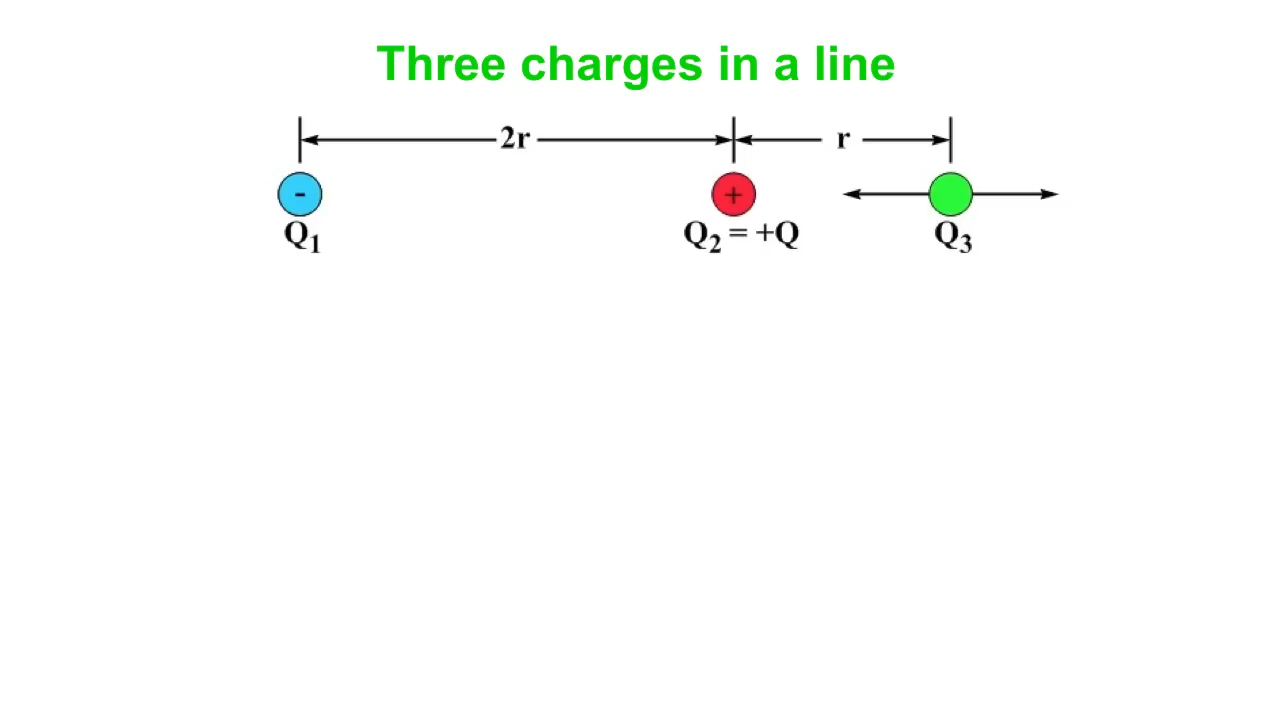 Three charges in a line
2r r
- +
Q₁ Q₂ = +Q Q₃